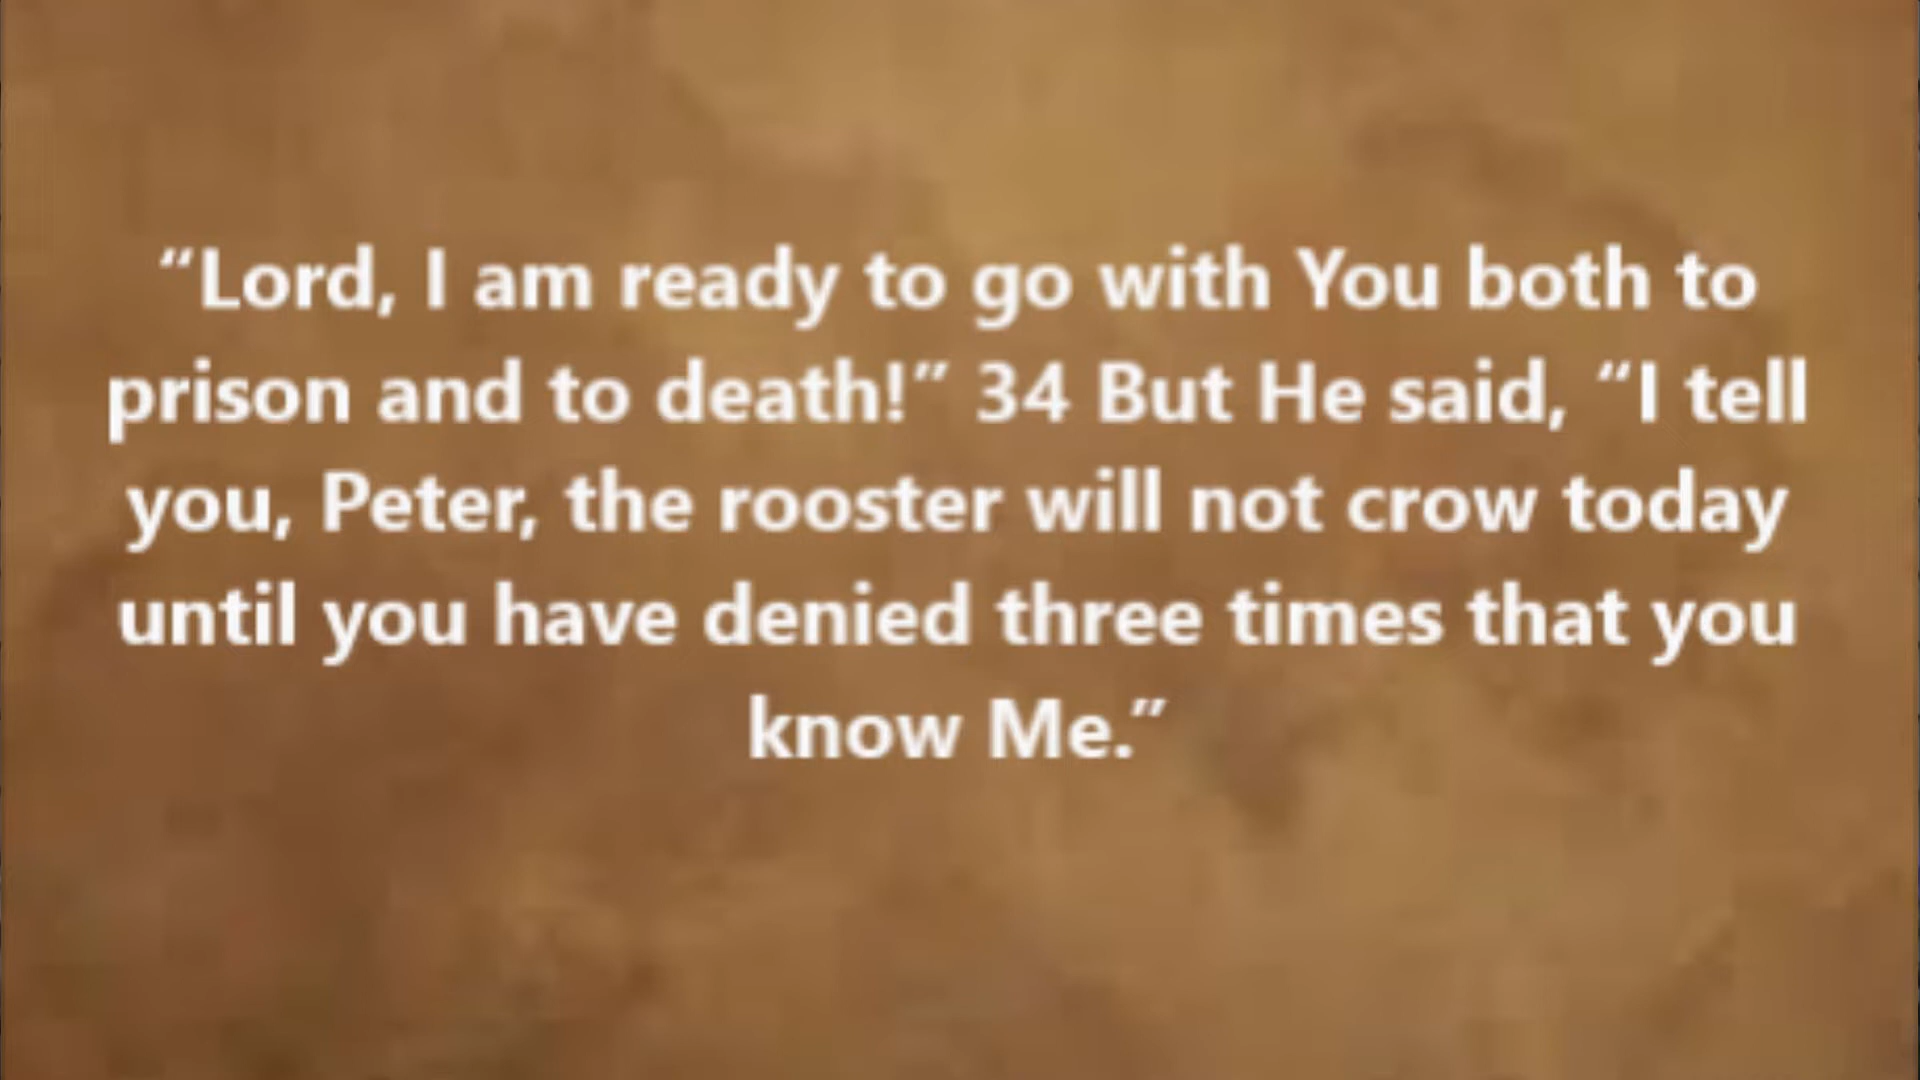 “Lord, I am ready to go with You both to
prison and to death!” 34 But He said, “I tell
you, Peter, the rooster will not crow today
until you have denied three times that you
know Me.”